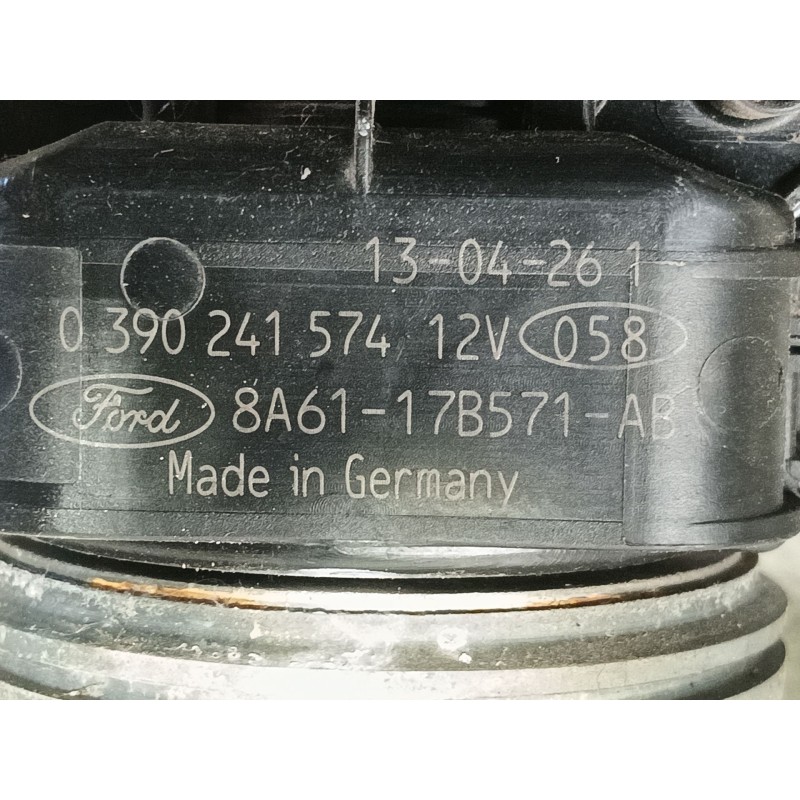 13-04-26 1
0 390 241 574 12V 058
Ford 8A61-17B571-AB
Made in Germany